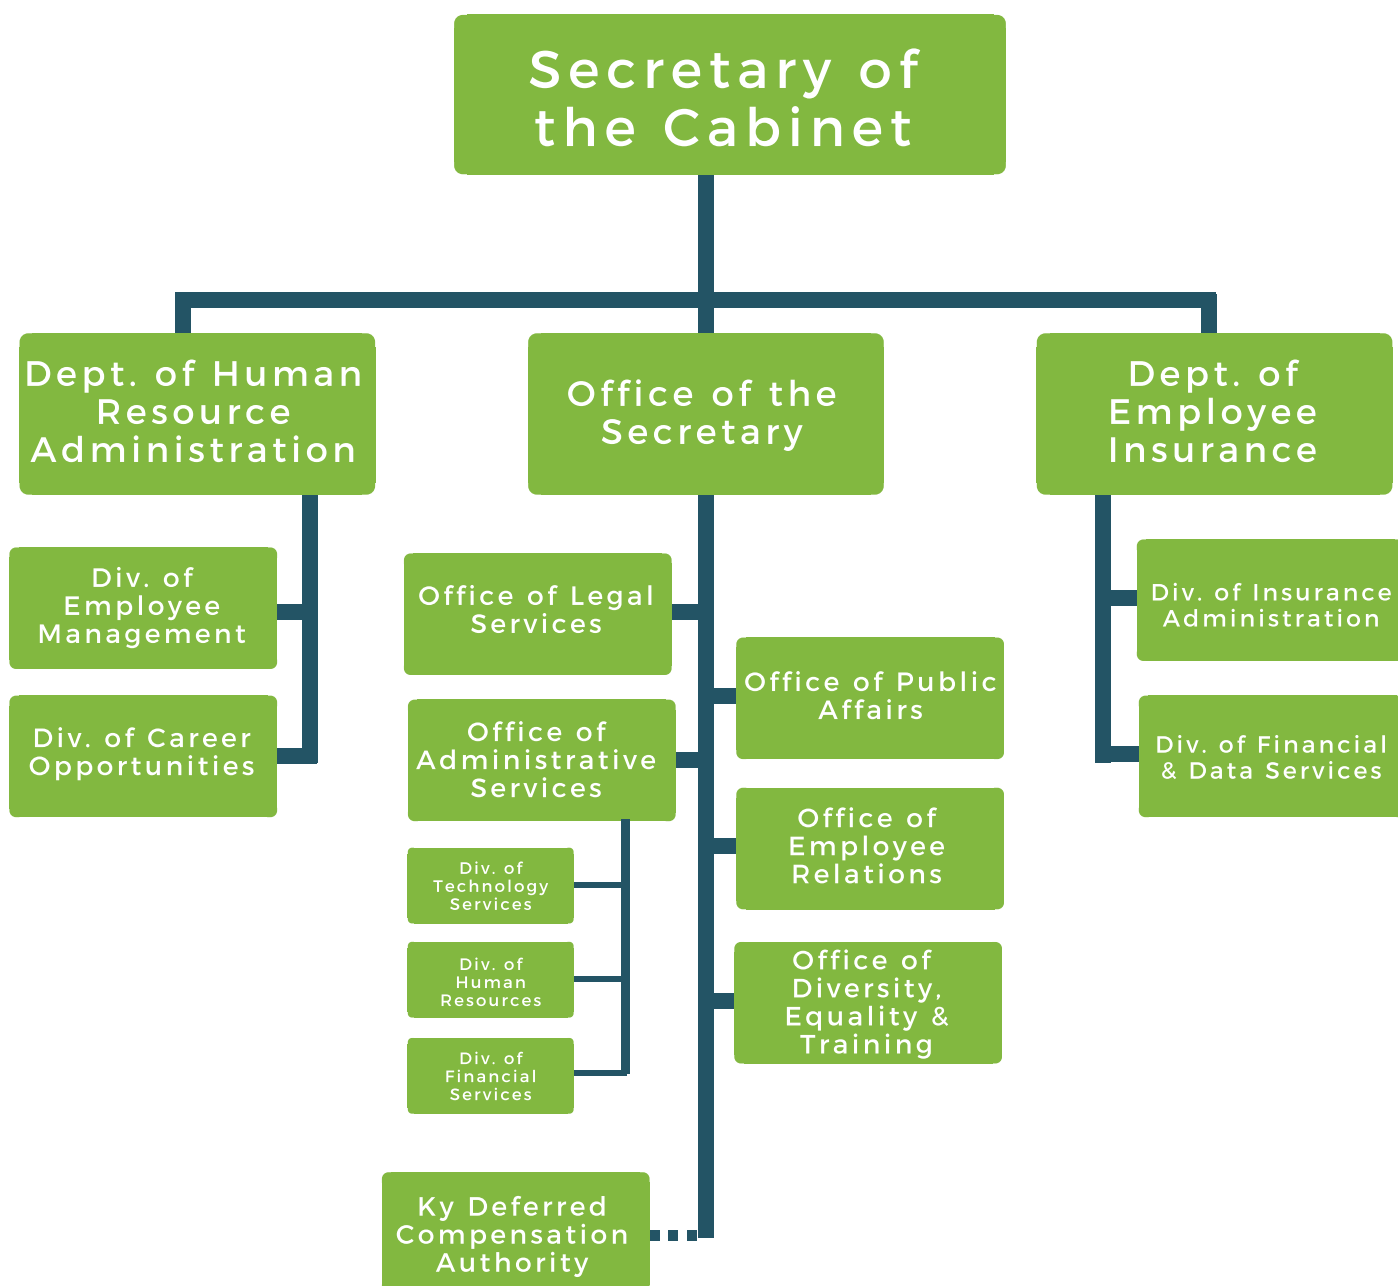 Secretary of
the Cabinet
Dept. of Human
Resource
Administration
Office of the
Secretary
Dept. of
Employee
Insurance
Div. of
Employee
Management
Div. of Career
Opportunities
Office of Legal
Services
Office of
Administrative
Services
Div. of
Technology
Services
Div. of
Human
Resources
Div. of
Financial
Services
Ky Deferred
Compensation
Authority
Office of Public
Affairs
Office of
Employee
Relations
Office of
Diversity,
Equality &
Training
Div. of Insurance
Administration
Div. of Financial
& Data Services